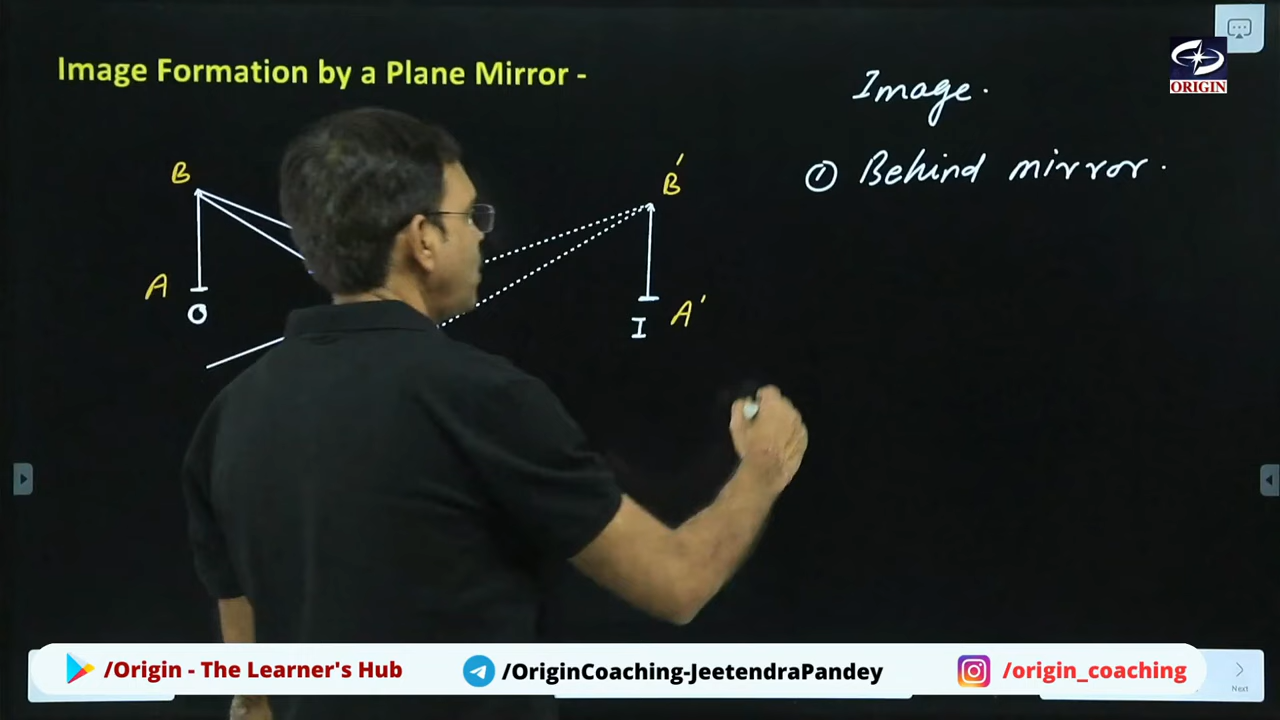 Image Formation by a Plane Mirror -
Image.
ORIGIN
① Behind mirror.
B
B'
A
O
I
A'
/Origin - The Learner's Hub
/OriginCoaching-JeetendraPandey
/origin_coaching
Next